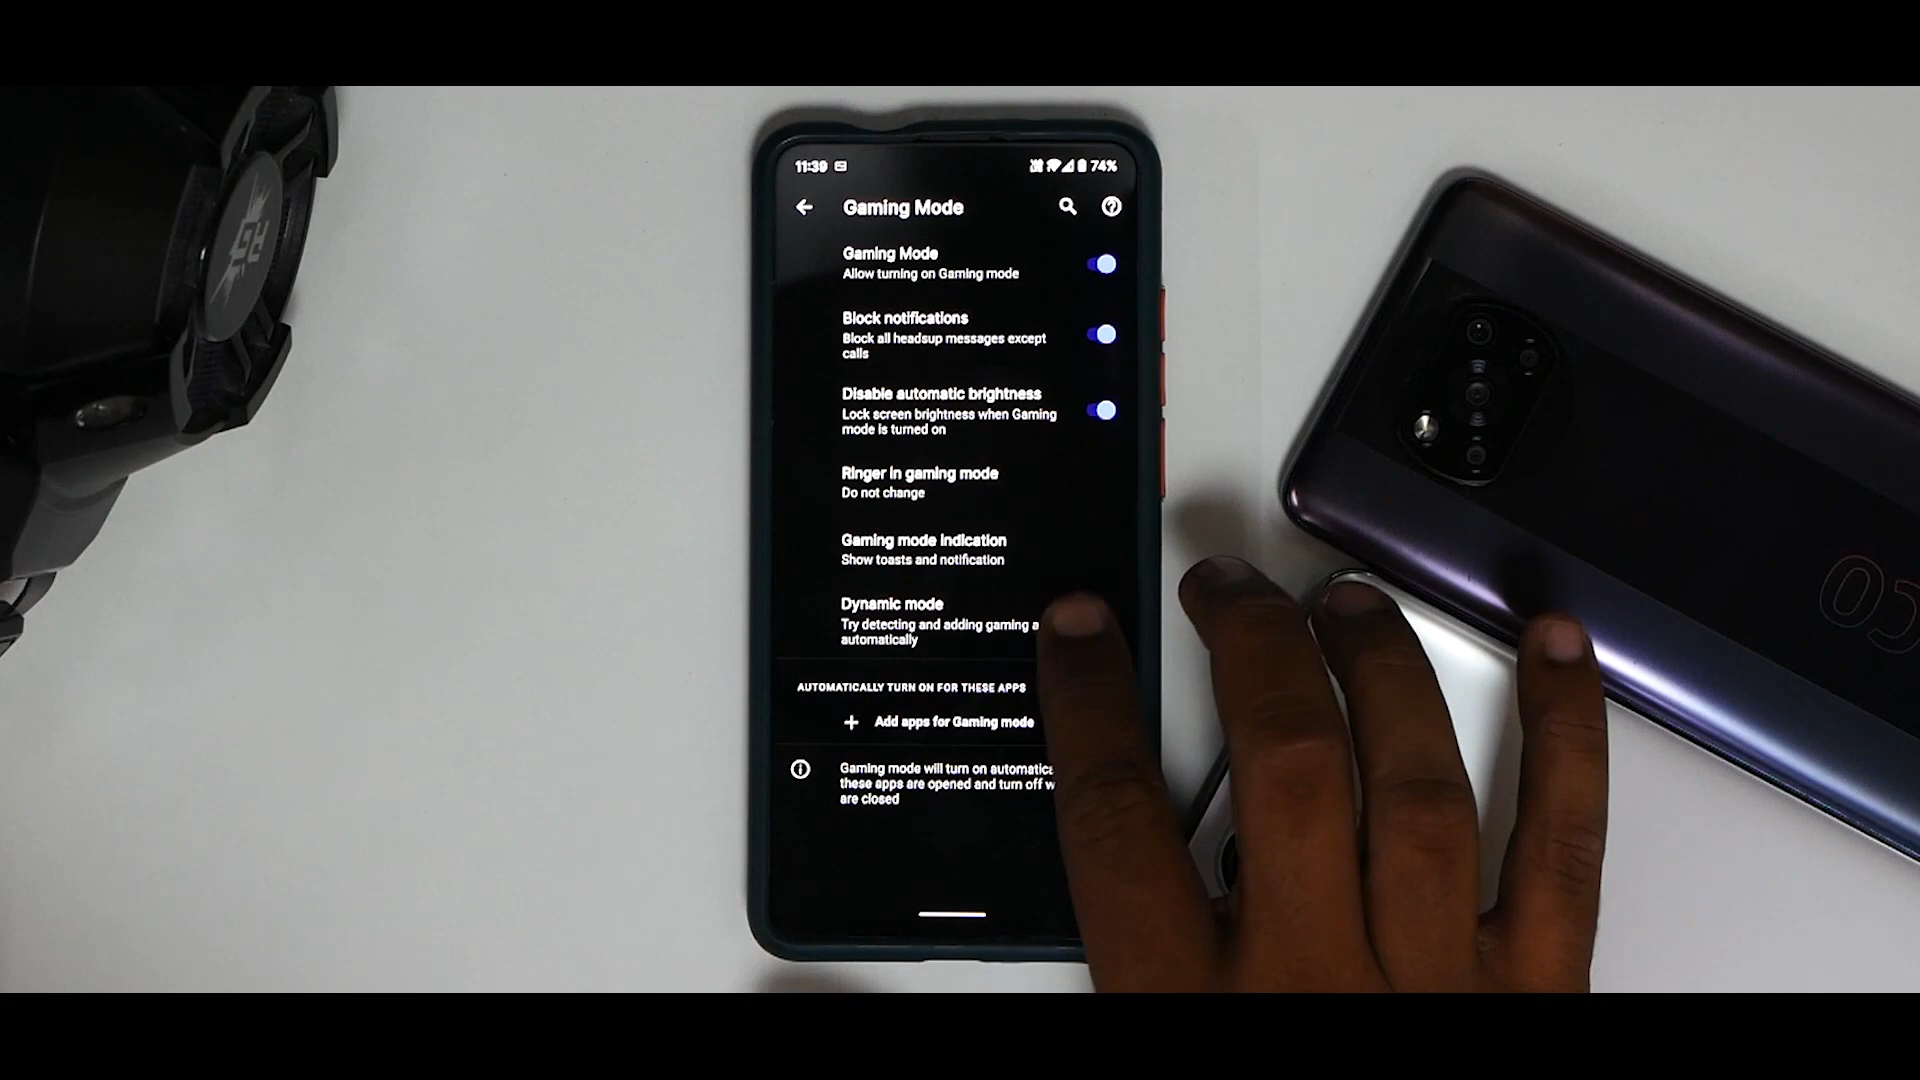 11:39 74%
Gaming Mode
Gaming Mode
Allow turning on Gaming mode
Block notifications
Block all headsup messages except
calls
Disable automatic brightness
Lock screen brightness when Gaming
mode is turned on
Ringer in gaming mode
Do not change
Gaming mode indication
Show toasts and notification
Dynamic mode
Try detecting and adding gaming
automatically
AUTOMATICALLY TURN ON FOR THESE APPS
+ Add apps for Gaming mode
Gaming mode will turn on
these apps are opened and turn off
are closed